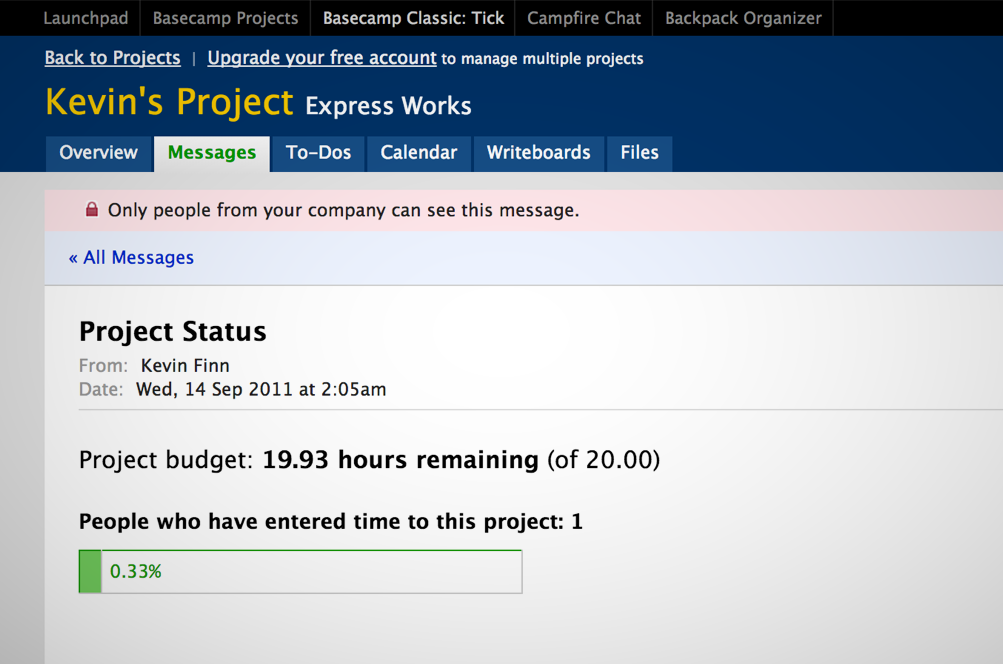 Launchpad Basecamp Projects Basecamp Classic: Tick Campfire Chat Backpack Organizer
Back to Projects | Upgrade your free account to manage multiple projects
Kevin's Project Express Works
Overview Messages To-Dos Calendar Writeboards Files
Only people from your company can see this message.
« All Messages
Project Status
From: Kevin Finn
Date: Wed, 14 Sep 2011 at 2:05am
Project budget: 19.93 hours remaining (of 20.00)
People who have entered time to this project: 1
0.33%